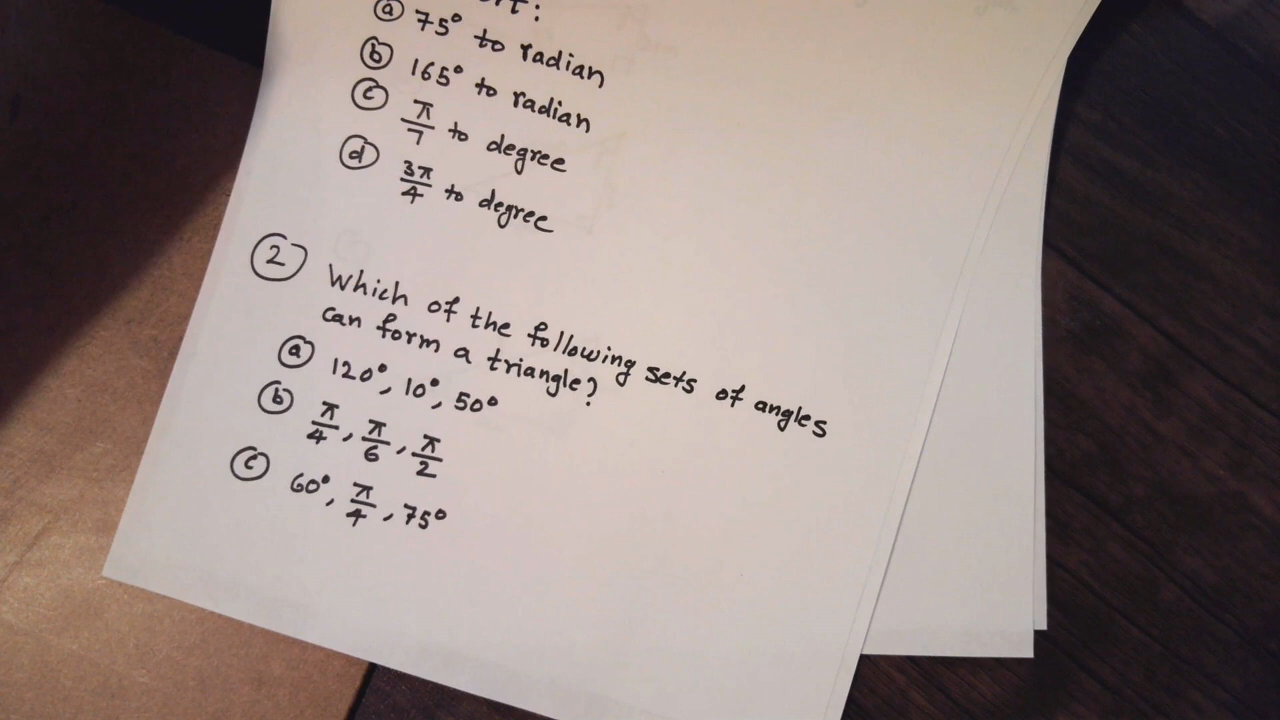 ⓐ 75° to radian
ⓑ 165° to radian
ⓒ π/7 to degree
ⓓ 3π/4 to degree
② Which of the following sets of angles
can form a triangle?
ⓐ 120°, 10°, 50°
ⓑ π/4, π/6, π/2
ⓒ 60°, π/4, 75°